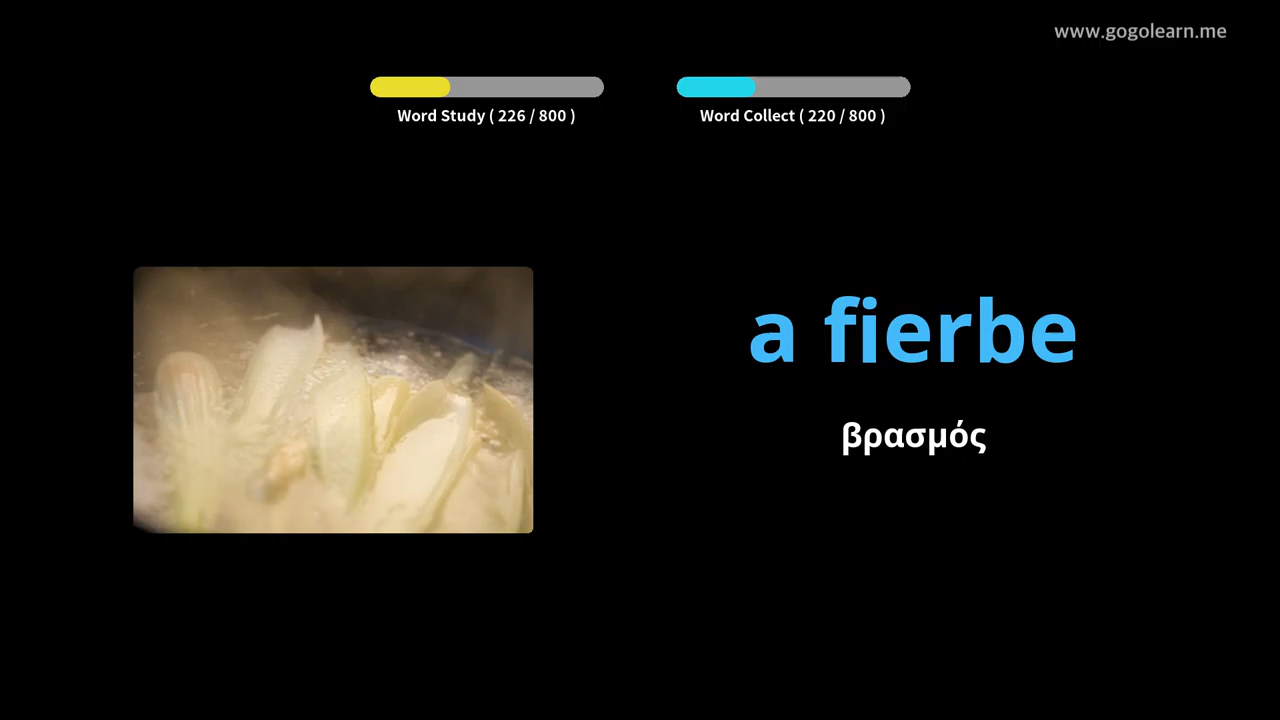 www.gogolearn.me
Word Study ( 226 / 800 )
Word Collect ( 220 / 800 )
a fierbe
βρασμός